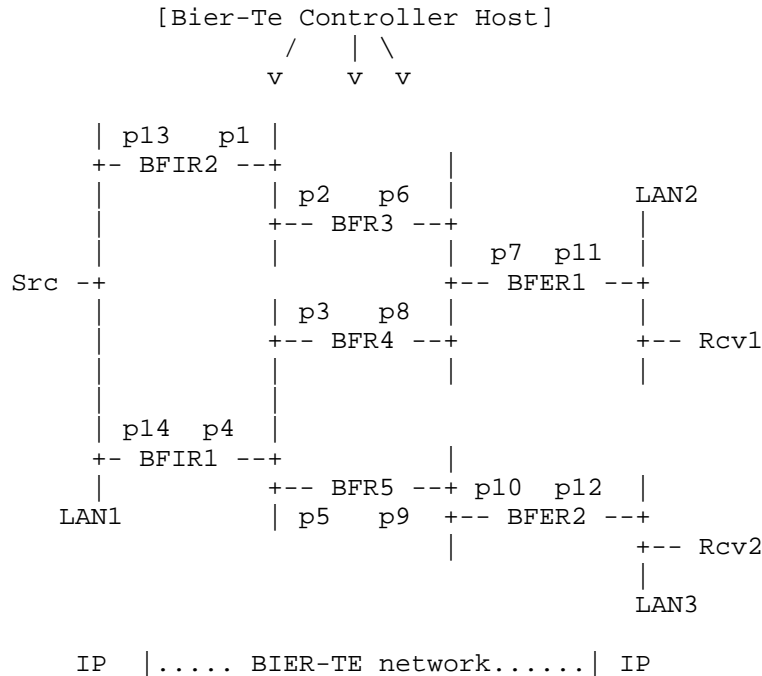 [Bier-Te Controller Host]
/ | \
v v v
| p13 p1 |
+- BFIR2 --+ |
| | p2 p6 | LAN2
| +-- BFR3 --+ |
| | | p7 p11 |
Src -+ +-- BFER1 --+
| | p3 p8 | |
| +-- BFR4 --+ +-- Rcv1
| | | |
| |
| p14 p4 |
+- BFIR1 --+ |
| +-- BFR5 --+ p10 p12 |
LAN1 | p5 p9 +-- BFER2 --+
| +-- Rcv2
|
LAN3
IP |..... BIER-TE network......| IP